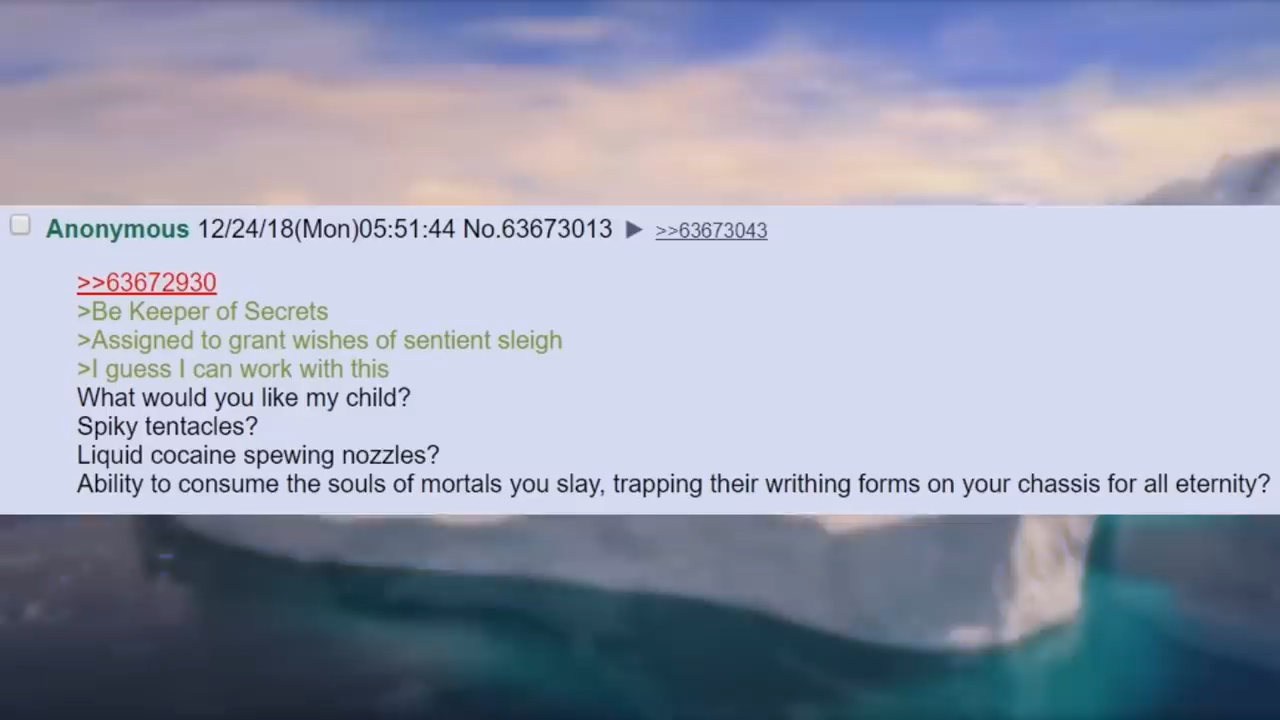 Anonymous 12/24/18(Mon)05:51:44 No.63673013 ▶ >>63673043
>>63672930
>Be Keeper of Secrets
>Assigned to grant wishes of sentient sleigh
>I guess I can work with this
What would you like my child?
Spiky tentacles?
Liquid cocaine spewing nozzles?
Ability to consume the souls of mortals you slay, trapping their writhing forms on your chassis for all eternity?